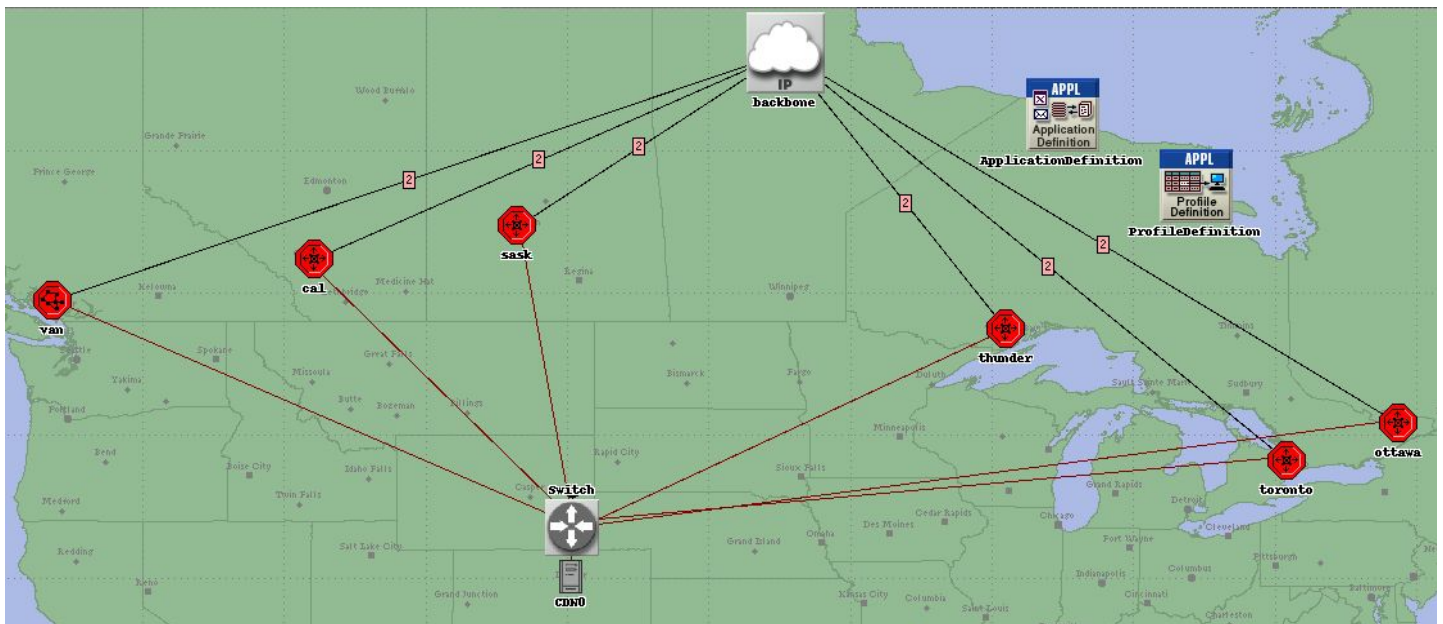 Wood Buffalo
IP
backbone
APPL
Application
Definition
ApplicationDefinition
Grande Prairie
2
2
APPL
Profiile
Definition
ProfileDefinition
Prince George
Edmonton
2
2
sask
2
2
cal
Regina
Medicine Hat
Kelowna
Winnipeg
van
thunder
Timmins
Spokane
Great Falls
Missoula
Bismarck
Fargo
Duluth
Sault Sainte Mari
Sudbury
Yakima
Butte
Bozeman
Billings
Portland
Minneapolis
ottawa
Bend
Boise City
Idaho Falls
Rapid City
Sioux Falls
toronto
Switch
Casper
Medford
Twin Falls
Grand Rapids
Detroit
Chicago
Cedar Rapids
Des Moines
Omaha
Cleveland
Redding
Salt Lake City
Grand Island
Fort Wayne
Pittsburgh
Reno
Grand Junction
CDN0
Kansas City
Columbia
Saint Louis
Indianapolis
Columbus
Cincinnati
Baltimore
Charleston